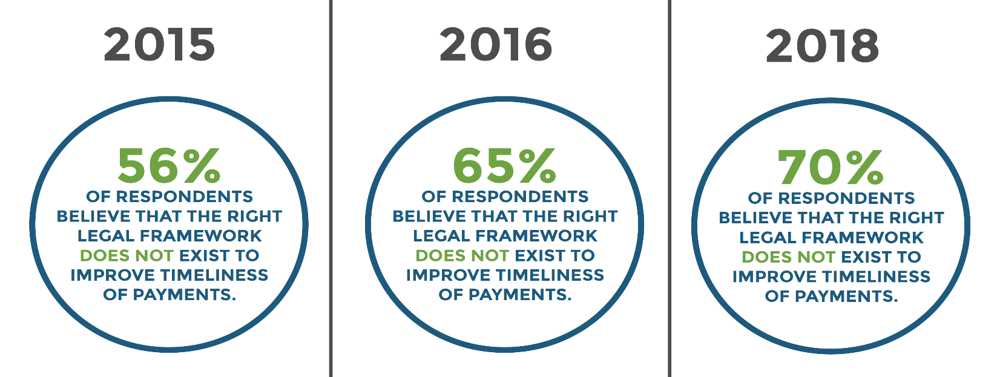 2015
56%
OF RESPONDENTS
BELIEVE THAT THE RIGHT
LEGAL FRAMEWORK
DOES NOT EXIST TO
IMPROVE TIMELINESS
OF PAYMENTS.
2016
65%
OF RESPONDENTS
BELIEVE THAT THE RIGHT
LEGAL FRAMEWORK
DOES NOT EXIST TO
IMPROVE TIMELINESS
OF PAYMENTS.
2018
70%
OF RESPONDENTS
BELIEVE THAT THE RIGHT
LEGAL FRAMEWORK
DOES NOT EXIST TO
IMPROVE TIMELINESS
OF PAYMENTS.